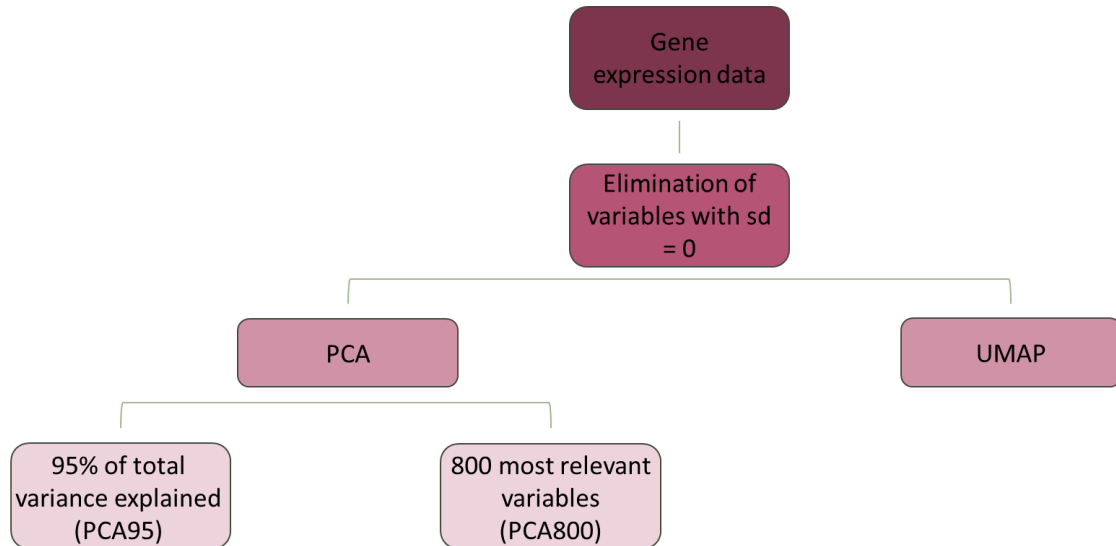 Gene
expression data
Elimination of
variables with sd
= 0
PCA
UMAP
95% of total
variance explained
(PCA95)
800 most relevant
variables
(PCA800)